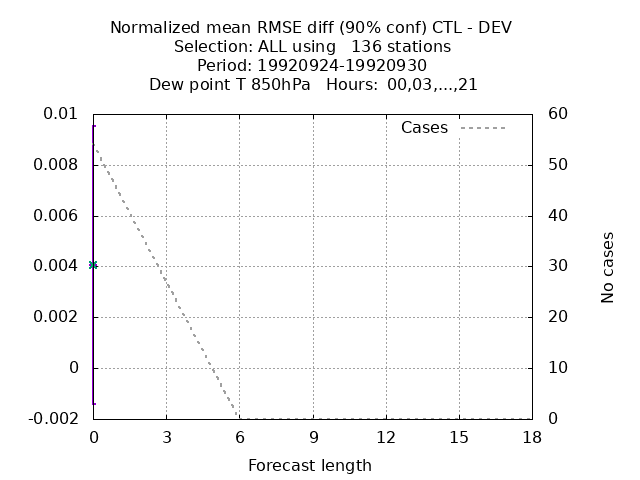 Normalized mean RMSE diff (90% conf) CTL - DEV
Selection: ALL using   136 stations
Period: 19920924-19920930
Dew point T 850hPa   Hours:  00,03,...,21
0.01
0.008
0.006
0.004
0.002
0
-0.002
Cases
60
50
40
30
20
10
0
No cases
0 3 6 9 12 15 18
Forecast length